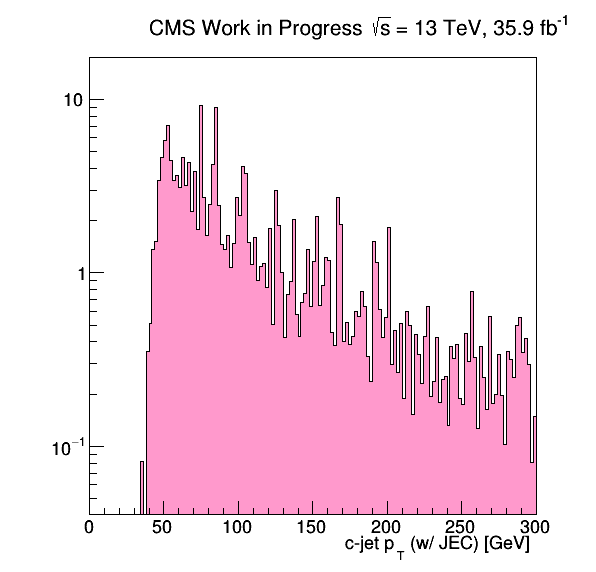 CMS Work in Progress √s = 13 TeV, 35.9 fb⁻¹
10
1
10⁻¹
0 50 100 150 200 250 300
c-jet p_T (w/ JEC) [GeV]